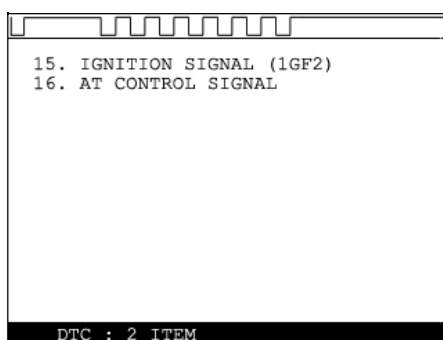 15. IGNITION SIGNAL (1GF2)
16. AT CONTROL SIGNAL
DTC : 2 ITEM